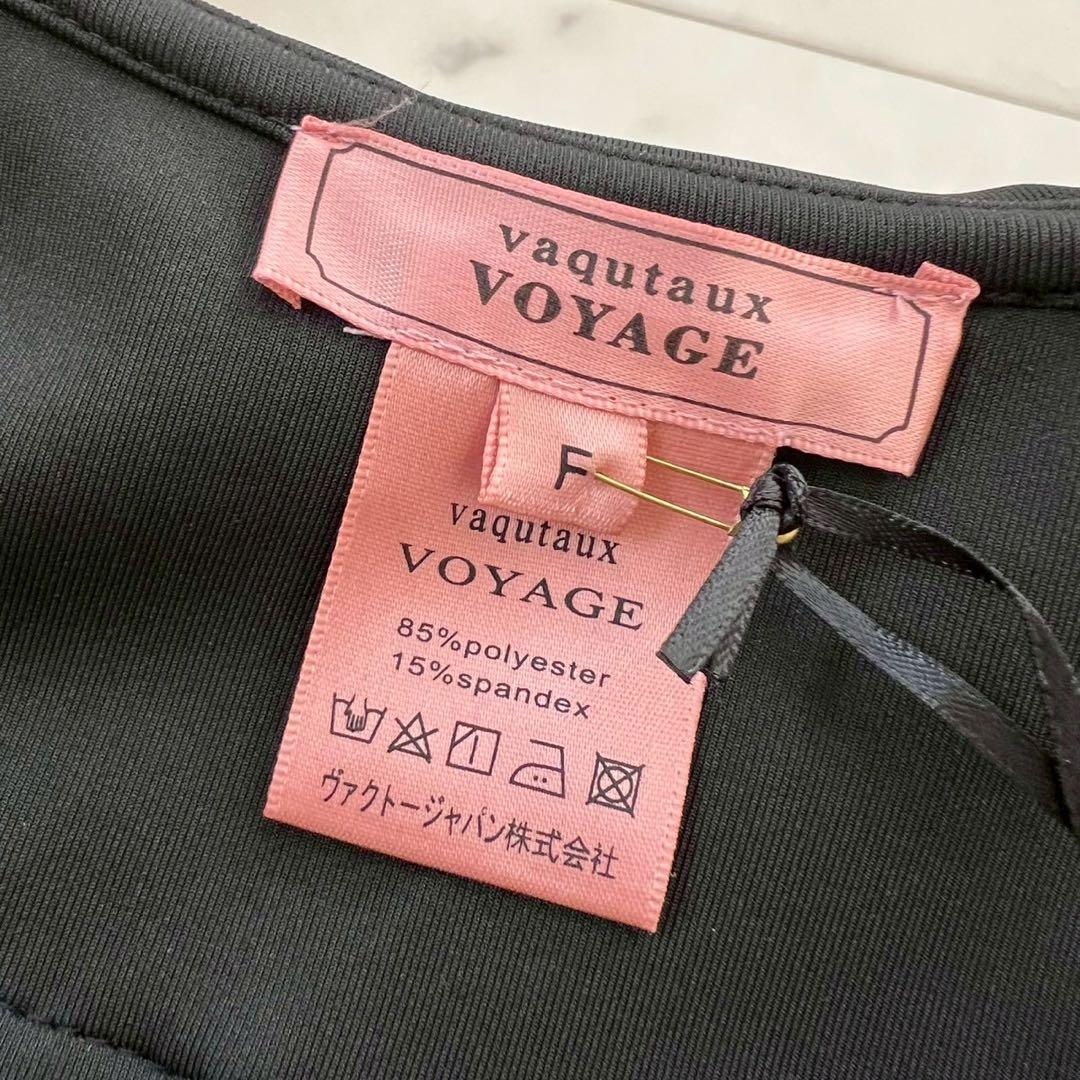 vaqutaux
VOYAGE
F
vaqutaux
VOYAGE
85%polyester
15%spandex
ヴァクトージャパン株式会社